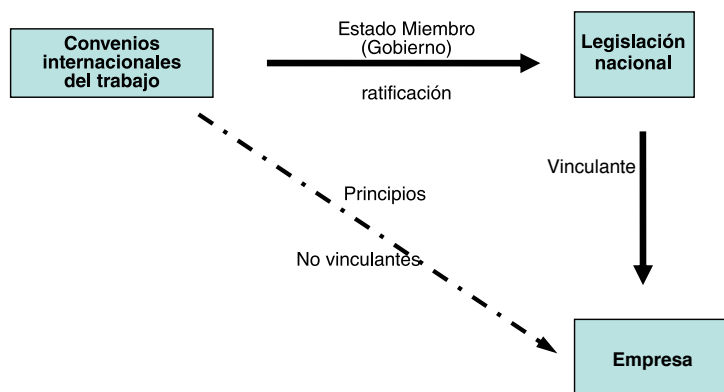 Convenios
internacionales
del trabajo
Estado Miembro
(Gobierno)
ratificación
Legislación
nacional
Vinculante
Principios
No vinculantes
Empresa